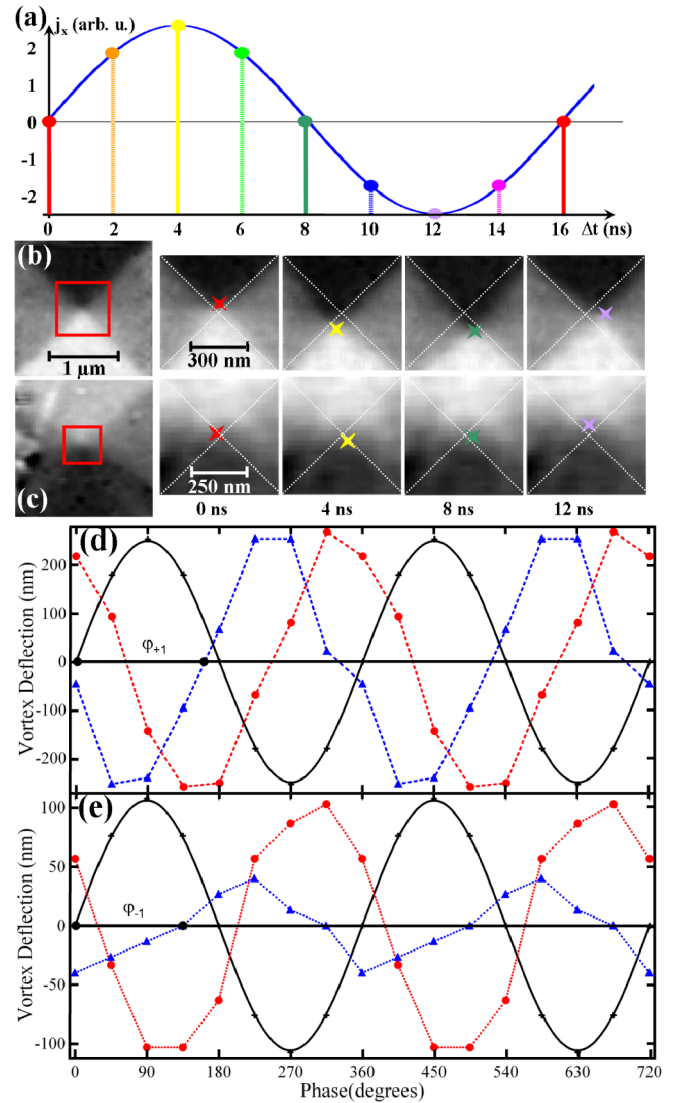 (a)
jₓ (arb. u.)
2
1
0
-1
-2
0 2 4 6 8 10 12 14 16 Δt (ns)
(b)
1 μm
300 nm
(c)
250 nm
0 ns 4 ns 8 ns 12 ns
(d)
Vortex Deflection (nm)
200
100
0
-100
-200
φ+1
(e)
Vortex Deflection (nm)
100
50
0
-50
-100
φ-1
0 90 180 270 360 450 540 630 720
Phase(degrees)